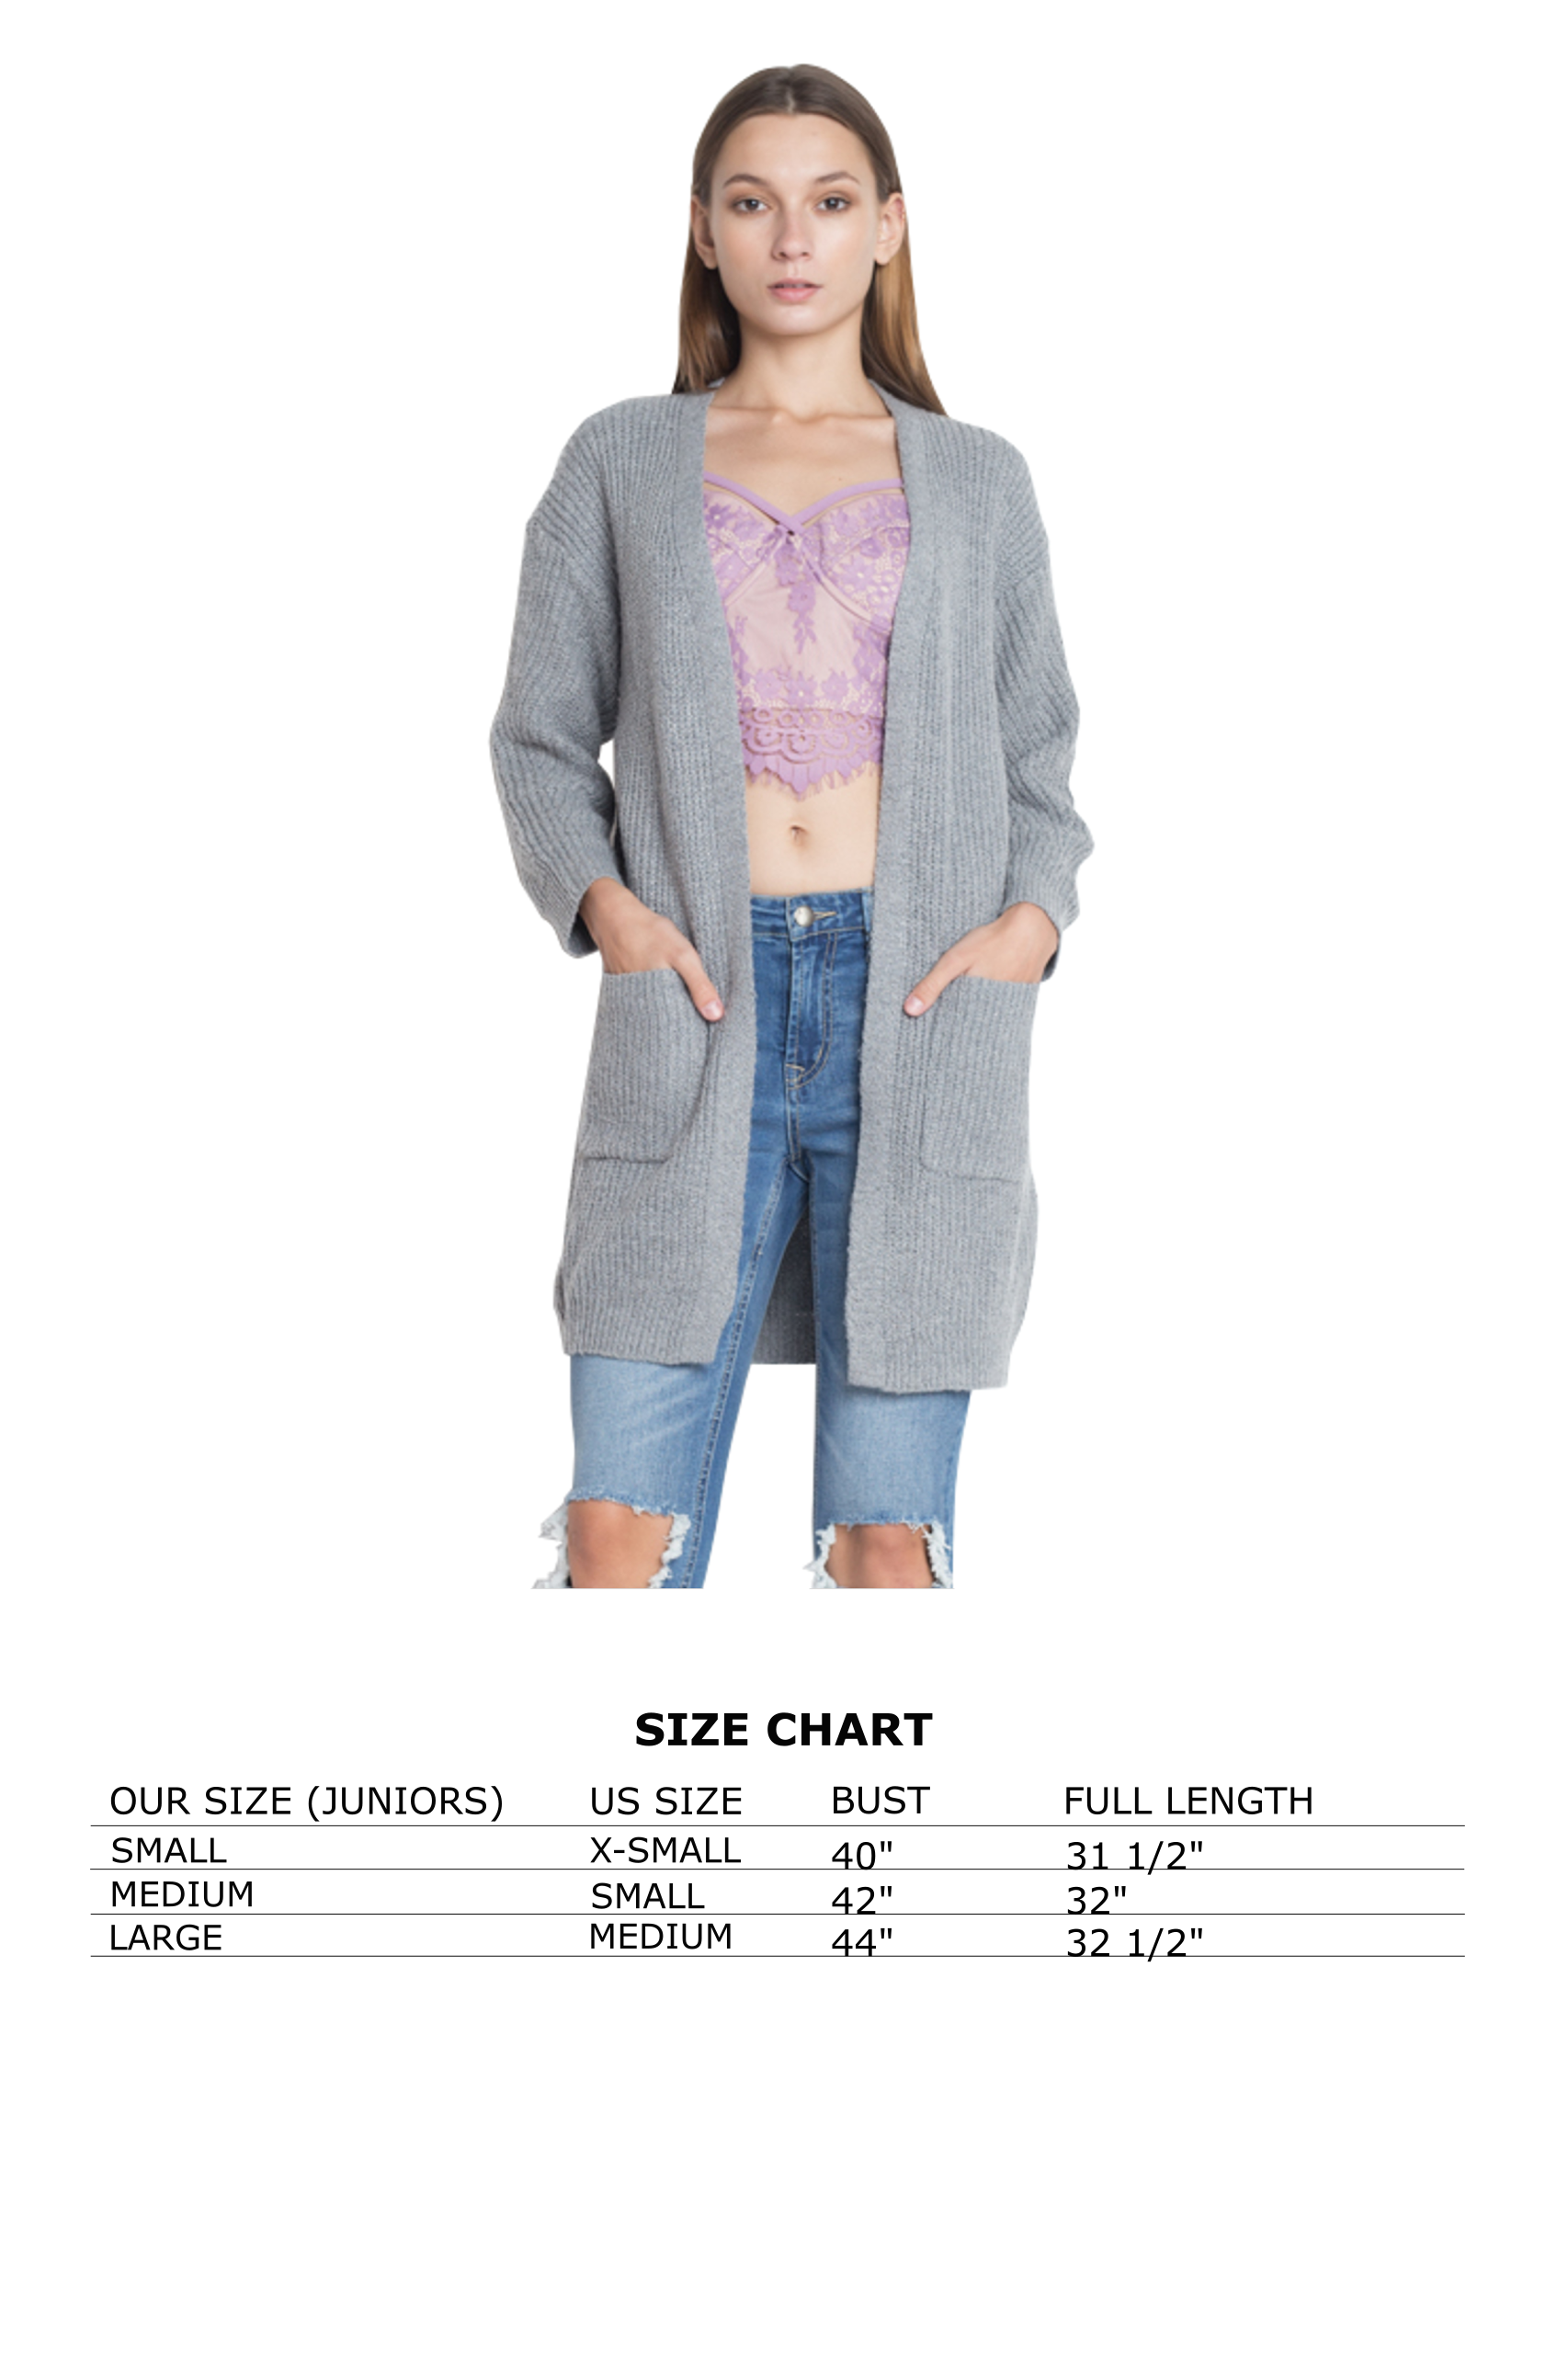 SIZE CHART
OUR SIZE (JUNIORS) US SIZE BUST FULL LENGTH
SMALL X-SMALL 40" 31 1/2"
MEDIUM SMALL 42" 32"
LARGE MEDIUM 44" 32 1/2"